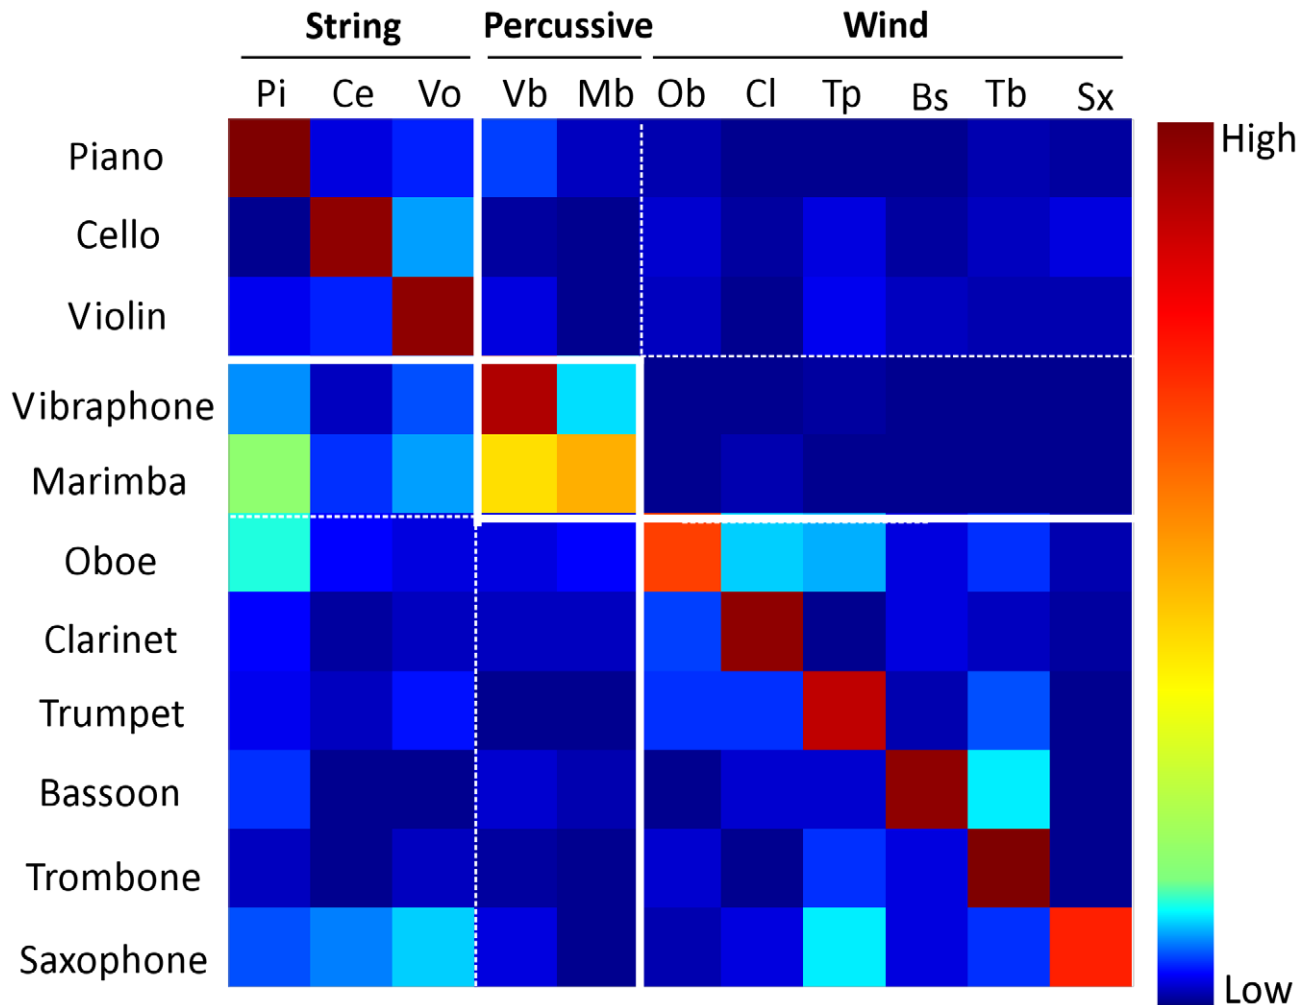 String Percussive Wind
Pi Ce Vo Vb Mb Ob Cl Tp Bs Tb Sx
High
Piano
Cello
Violin
Vibraphone
Marimba
Oboe
Clarinet
Trumpet
Bassoon
Trombone
Saxophone
Low